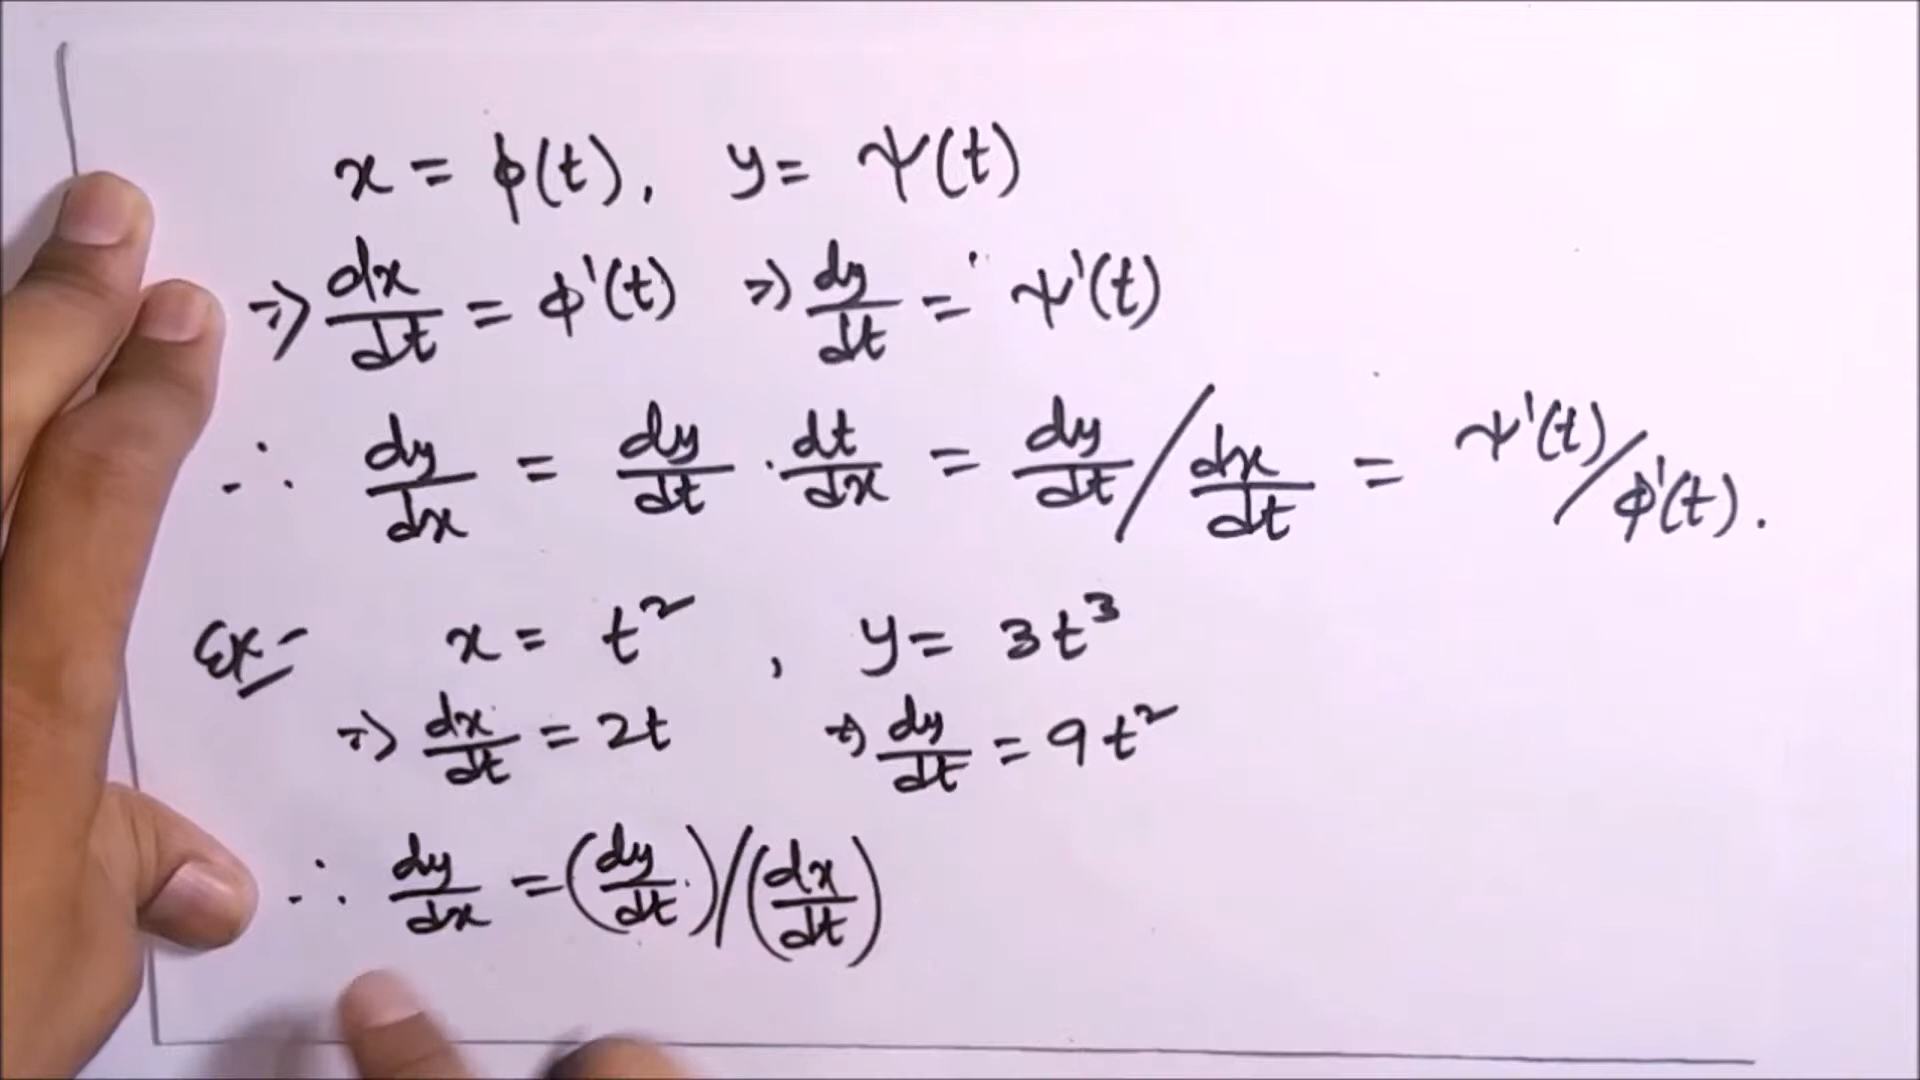 x = ϕ(t), y = ψ(t)
⇒ dx/dt = ϕ'(t) ⇒ dy/dt = ψ'(t)
∴ dy/dx = dy/dt · dt/dx = dy/dt / dx/dt = ψ'(t)/ϕ'(t).
Ex- x = t², y = 3t³
⇒ dx/dt = 2t ⇒ dy/dt = 9t²
∴ dy/dx = (dy/dt)/(dx/dt)